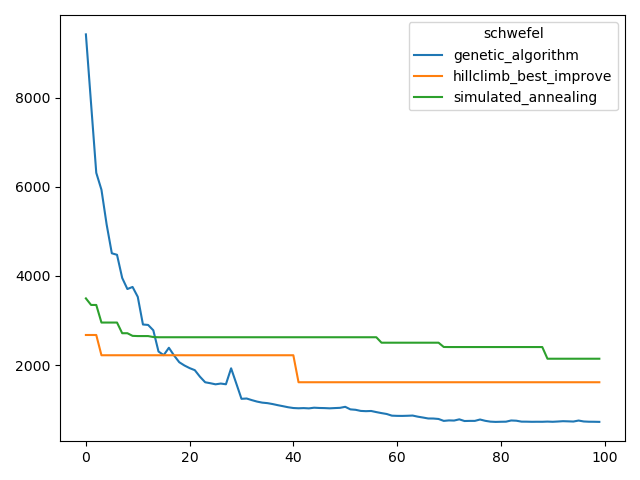 schwefel
genetic_algorithm
hillclimb_best_improve
simulated_annealing
8000
6000
4000
2000
0 20 40 60 80 100